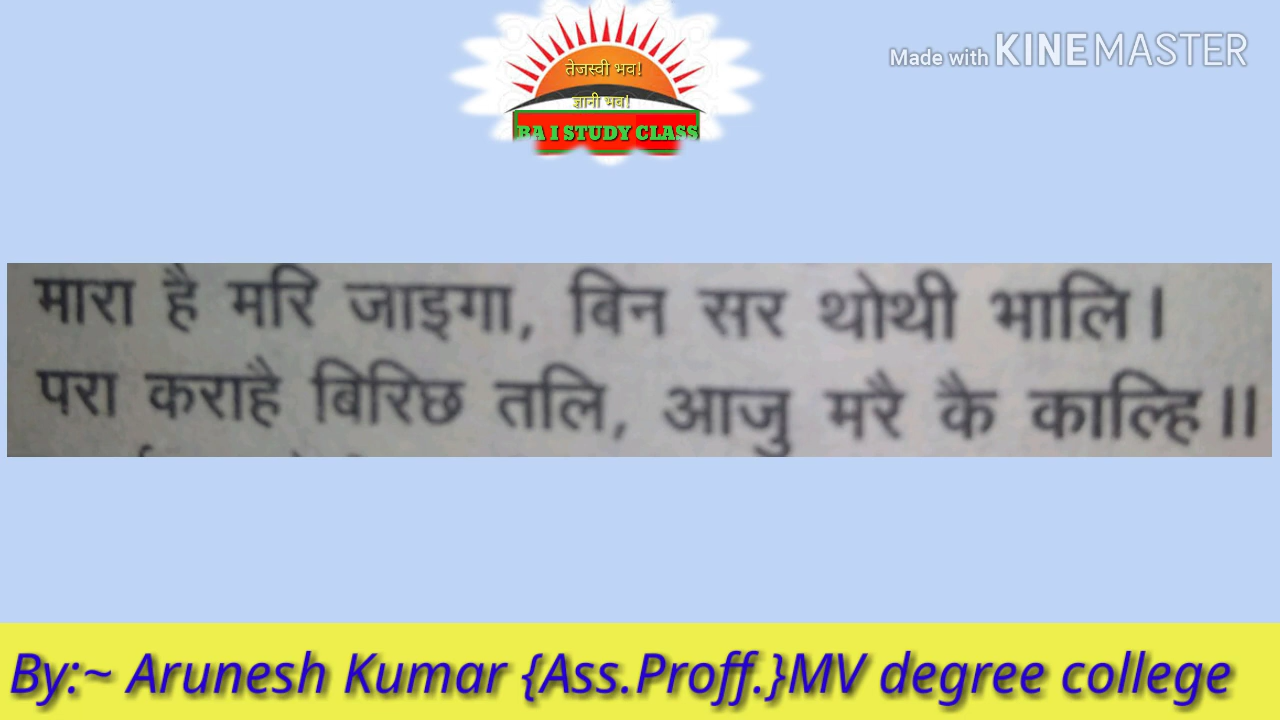 Made with KINEMASTER
तेजस्वी भव!
ज्ञानी भव!
BA I STUDY CLASS
मारा है मरि जाइगा, बिन सर थोथी भालि।
परा कराहै बिरिछ तलि, आजु मरै कै काल्हि॥
By:~ Arunesh Kumar {Ass.Proff.}MV degree college